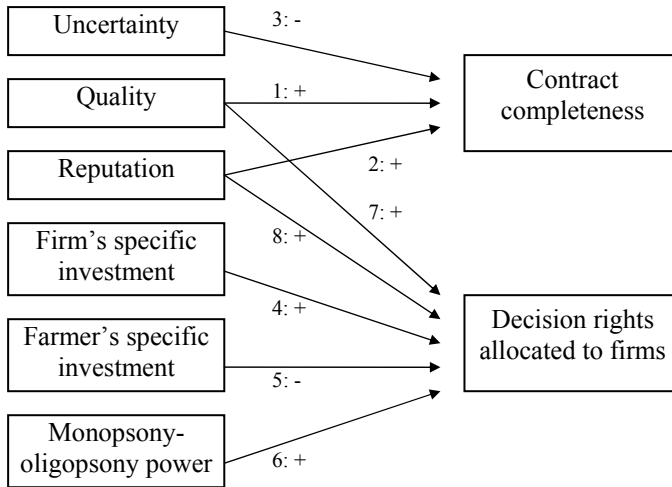 Uncertainty
3: -
Quality
1: +
Contract
completeness
Reputation
2: +
7: +
8: +
Firm's specific
investment
4: +
Decision rights
allocated to firms
Farmer's specific
investment
5: -
Monopsony-
oligopsony power
6: +